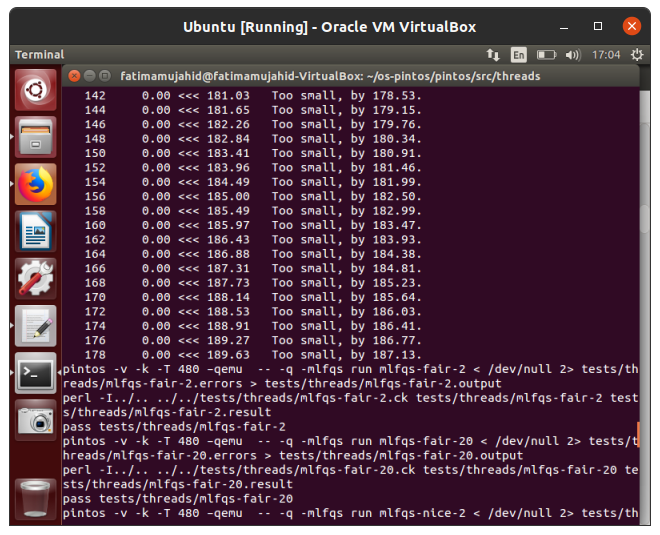 Ubuntu [Running] - Oracle VM VirtualBox
Terminal
En
17:04
fatimamujahid@fatimamujahid-VirtualBox: ~/os-pintos/pintos/src/threads
142 0.00 <<< 181.03 Too small, by 178.53.
144 0.00 <<< 181.65 Too small, by 179.15.
146 0.00 <<< 182.26 Too small, by 179.76.
148 0.00 <<< 182.84 Too small, by 180.34.
150 0.00 <<< 183.41 Too small, by 180.91.
152 0.00 <<< 183.96 Too small, by 181.46.
154 0.00 <<< 184.49 Too small, by 181.99.
156 0.00 <<< 185.00 Too small, by 182.50.
158 0.00 <<< 185.49 Too small, by 182.99.
160 0.00 <<< 185.97 Too small, by 183.47.
162 0.00 <<< 186.43 Too small, by 183.93.
164 0.00 <<< 186.88 Too small, by 184.38.
166 0.00 <<< 187.31 Too small, by 184.81.
168 0.00 <<< 187.73 Too small, by 185.23.
170 0.00 <<< 188.14 Too small, by 185.64.
172 0.00 <<< 188.53 Too small, by 186.03.
174 0.00 <<< 188.91 Too small, by 186.41.
176 0.00 <<< 189.27 Too small, by 186.77.
178 0.00 <<< 189.63 Too small, by 187.13.
pintos -v -k -T 480 -qemu  -- -q -mlfqs run mlfqs-fair-2 < /dev/null 2> tests/th
reads/mlfqs-fair-2.errors > tests/threads/mlfqs-fair-2.output
perl -I../.. ../../tests/threads/mlfqs-fair-2.ck tests/threads/mlfqs-fair-2 test
s/threads/mlfqs-fair-2.result
pass tests/threads/mlfqs-fair-2
pintos -v -k -T 480 -qemu  -- -q -mlfqs run mlfqs-fair-20 < /dev/null 2> tests/t
hreads/mlfqs-fair-20.errors > tests/threads/mlfqs-fair-20.output
perl -I../.. ../../tests/threads/mlfqs-fair-20.ck tests/threads/mlfqs-fair-20 te
sts/threads/mlfqs-fair-20.result
pass tests/threads/mlfqs-fair-20
pintos -v -k -T 480 -qemu  -- -q -mlfqs run mlfqs-nice-2 < /dev/null 2> tests/th